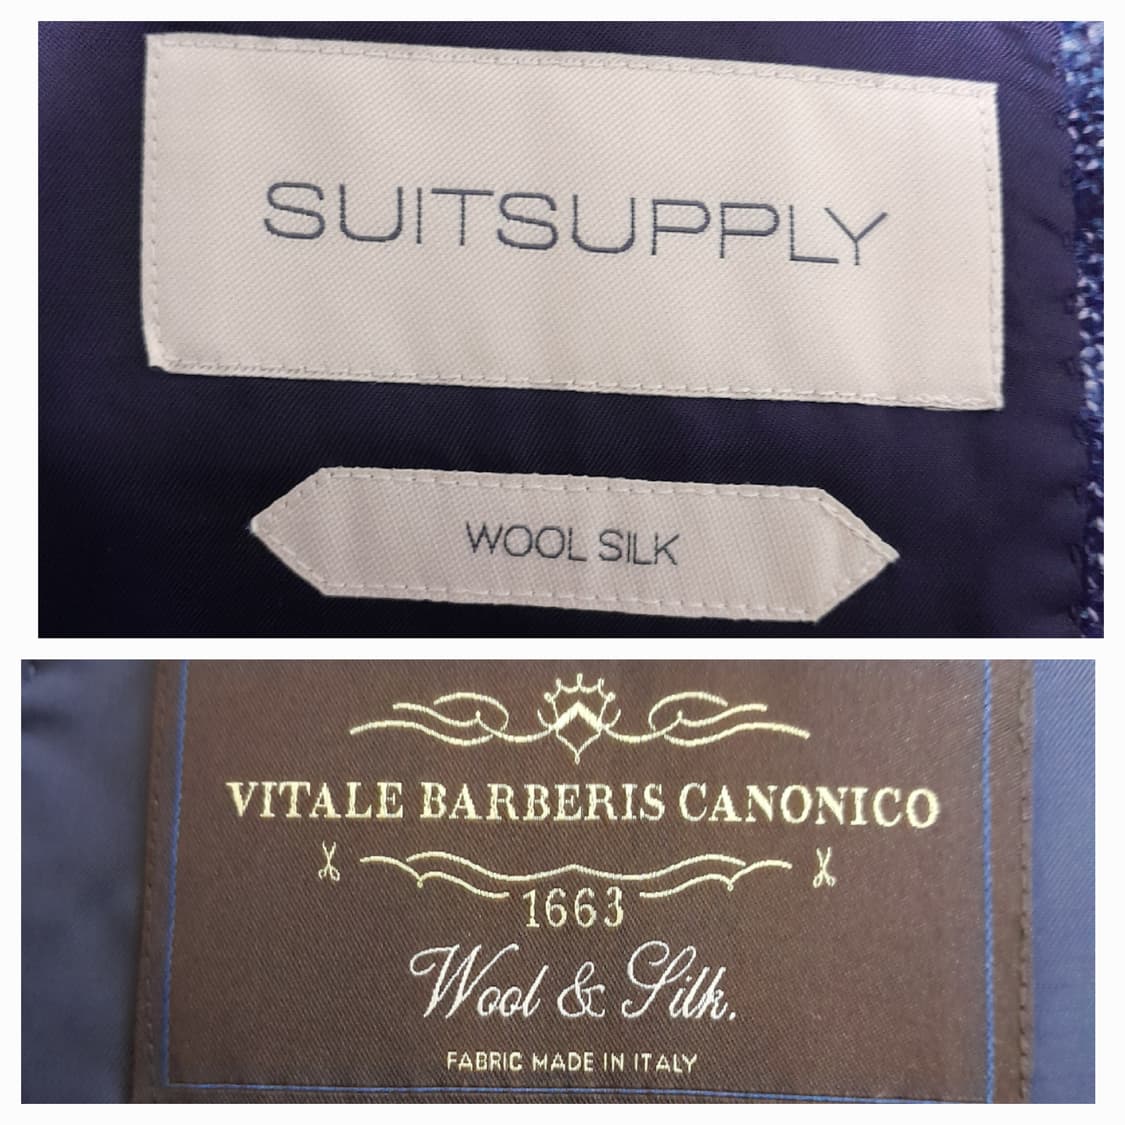 SUITSUPPLY
WOOL SILK
VITALE BARBERIS CANONICO
1663
Wool & Silk.
FABRIC MADE IN ITALY